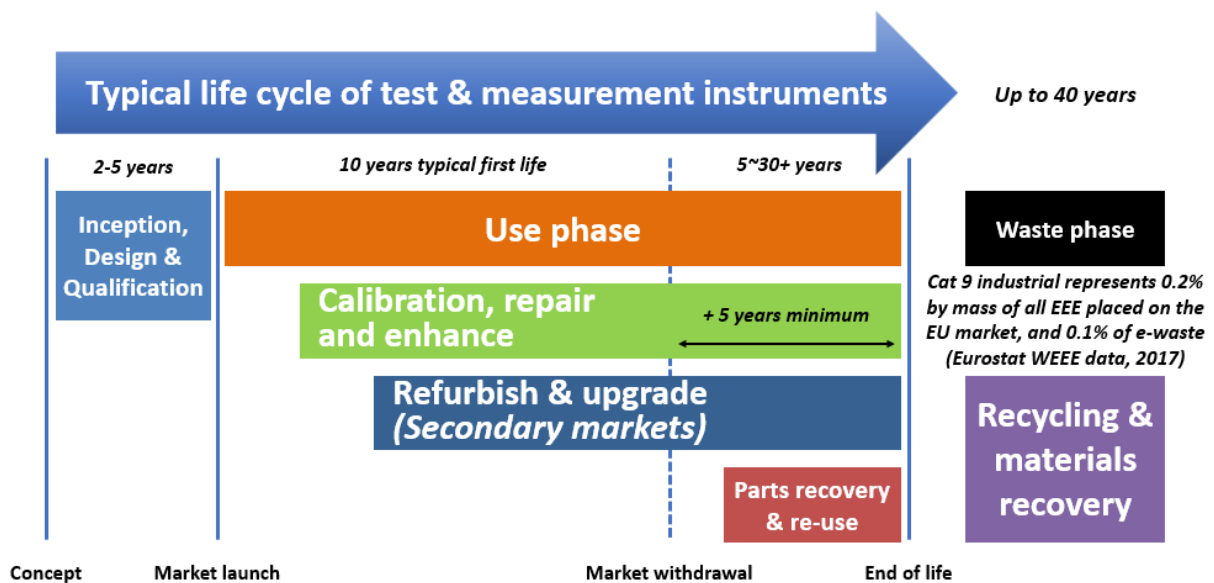 Typical life cycle of test & measurement instruments
Up to 40 years
2-5 years
10 years typical first life
5~30+ years
Inception,
Design &
Qualification
Use phase
Waste phase
Cat 9 industrial represents 0.2%
by mass of all EEE placed on the
EU market, and 0.1% of e-waste
(Eurostat WEEE data, 2017)
Calibration, repair
and enhance
+ 5 years minimum
Refurbish & upgrade
(Secondary markets)
Recycling &
materials
recovery
Parts recovery
& re-use
Concept
Market launch
Market withdrawal
End of life